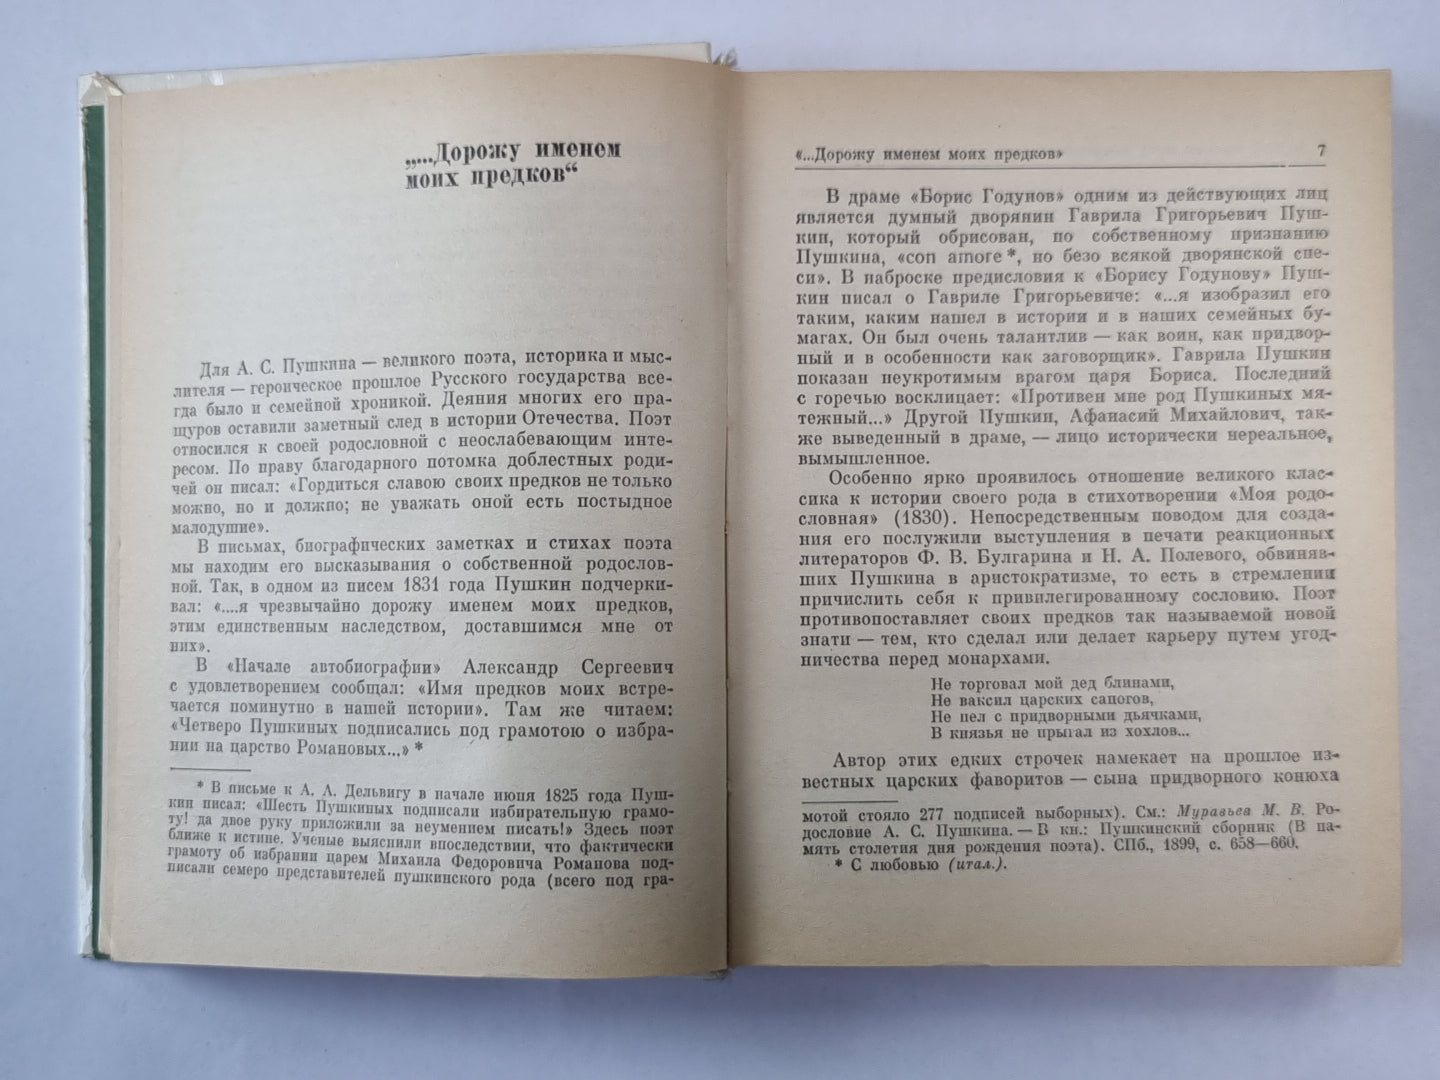 „...Дорожу именем
моих предков“
Для А. С. Пушкина — великого поэта, историка и мыс-
лителя — героическое прошлое Русского государства все-
гда было и семейной хроникой. Деяния многих его пра-
щуров оставили заметный след в истории Отечества. Поэт
относился к своей родословной с неослабевающим инте-
ресом. По праву благодарного потомка доблестных роди-
чей он писал: «Гордиться славою своих предков не только
можно, но и должно; не уважать оной есть постыдное
малодушие».
В письмах, биографических заметках и стихах поэта
мы находим его высказывания о собственной родослов-
ной. Так, в одном из писем 1831 года Пушкин подчерки-
вал: «....я чрезвычайно дорожу именем моих предков,
этим единственным наследством, доставшимся мне от
них».
В «Начале автобиографии» Александр Сергеевич
с удовлетворением сообщал: «Имя предков моих встре-
чается поминутно в нашей истории». Там же читаем:
«Четверо Пушкиных подписались под грамотою о избра-
нии на царство Романовых...» *
* В письме к А. А. Дельвигу в начале июня 1825 года Пуш-
кин писал: «Шесть Пушкиных подписали избирательную грамо-
ту! да двое руку приложили за неумением писать!» Здесь поэт
ближе к истине. Ученые выяснили впоследствии, что фактически
грамоту об избрании царем Михаила Федоровича Романова под-
писали семеро представителей пушкинского рода (всего под гра-
«...Дорожу именем моих предков» 7
В драме «Борис Годунов» одним из действующих лиц
является думный дворянин Гаврила Григорьевич Пуш-
кин, который обрисован, по собственному признанию
Пушкина, «con amore *, но безо всякой дворянской спе-
си». В наброске предисловия к «Борису Годунову» Пуш-
кин писал о Гавриле Григорьевиче: «...я изобразил его
таким, каким нашел в истории и в наших семейных бу-
магах. Он был очень талантлив — как воин, как придвор-
ный и в особенности как заговорщик». Гаврила Пушкин
показан неукротимым врагом царя Бориса. Последний
с горечью восклицает: «Противен мне род Пушкиных мя-
тежный...» Другой Пушкин, Афанасий Михайлович, так-
же выведенный в драме, — лицо исторически нереальное,
вымышленное.
Особенно ярко проявилось отношение великого клас-
сика к истории своего рода в стихотворении «Моя родо-
словная» (1830). Непосредственным поводом для созда-
ния его послужили выступления в печати реакционных
литераторов Ф. В. Булгарина и Н. А. Полевого, обвиняв-
ших Пушкина в аристократизме, то есть в стремлении
причислить себя к привилегированному сословию. Поэт
противопоставляет своих предков так называемой новой
знати — тем, кто сделал или делает карьеру путем угод-
ничества перед монархами.
Не торговал мой дед блинами,
Не ваксил царских сапогов,
Не пел с придворными дьячками,
В князья не прыгал из хохлов...
Автор этих едких строчек намекает на прошлое из-
вестных царских фаворитов — сына придворного конюха
мотой стояло 277 подписей выборных). См.: Муравьев М. В. Ро-
дословие А. С. Пушкина. — В кн.: Пушкинский сборник (В па-
мять столетия дня рождения поэта). СПб., 1899, с. 658—660.
* С любовью (итал.).